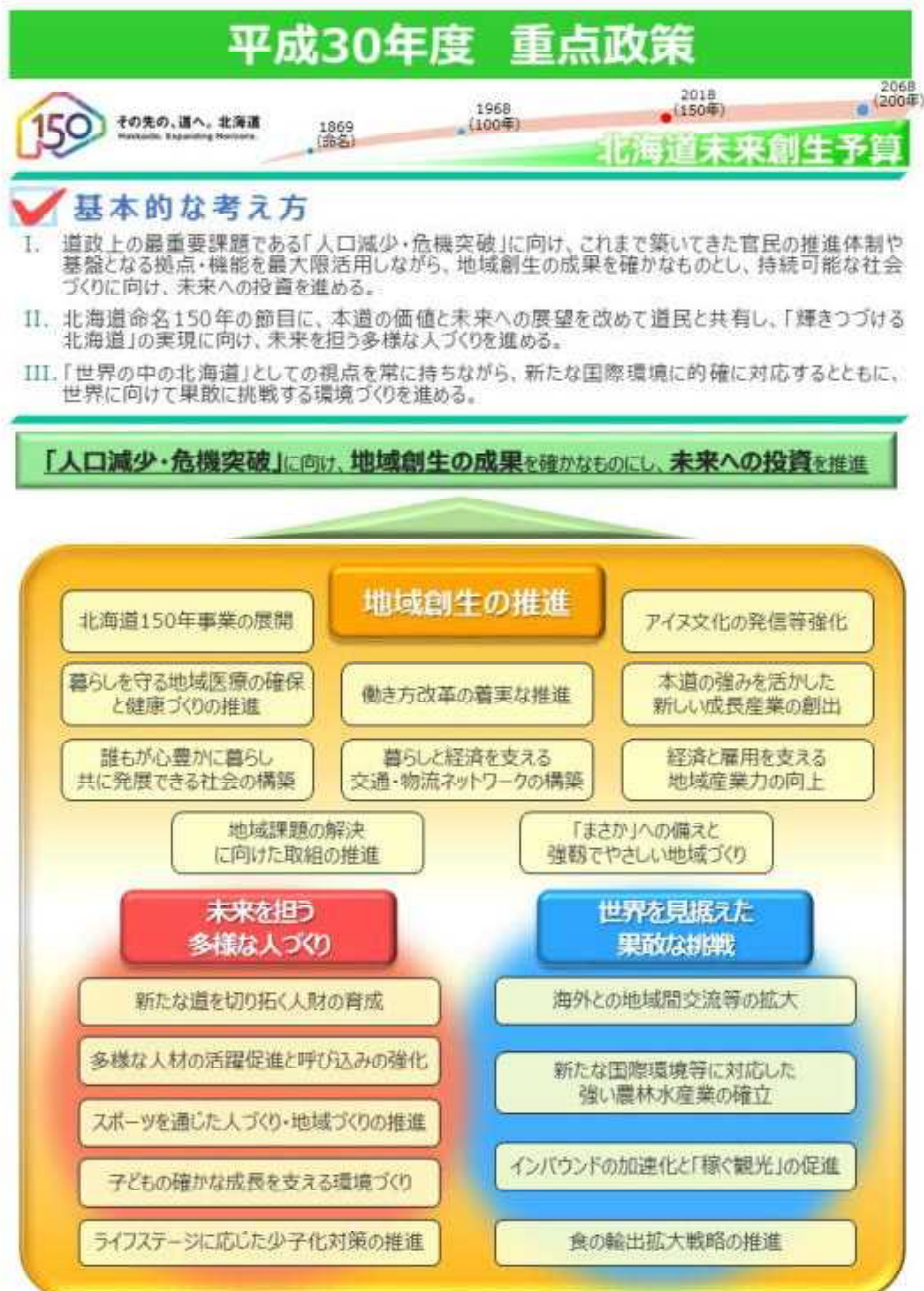 平成30年度 重点政策
150
その先の、道へ。北海道
Hokkaido. Expanding Horizons.
1869
(命名)
1968
(100年)
2018
(150年)
2068
(200年)
北海道未来創生予算
基本的な考え方
I. 道政上の最重要課題である「人口減少・危機突破」に向け、これまで築いてきた官民の推進体制や
基盤となる拠点・機能を最大限活用しながら、地域創生の成果を確かなものとし、持続可能な社会
づくりに向け、未来への投資を進める。
II. 北海道命名150年の節目に、本道の価値と未来への展望を改めて道民と共有し、「輝きつづける
北海道」の実現に向け、未来を担う多様な人づくりを進める。
III.「世界の中の北海道」としての視点を常に持ちながら、新たな国際環境に的確に対応するとともに、
世界に向けて果敢に挑戦する環境づくりを進める。
「人口減少・危機突破」に向け、地域創生の成果を確かなものにし、未来への投資を推進
地域創生の推進
北海道150年事業の展開
アイヌ文化の発信等強化
暮らしを守る地域医療の確保
と健康づくりの推進
働き方改革の着実な推進
本道の強みを活かした
新しい成長産業の創出
誰もが心豊かに暮らし
共に発展できる社会の構築
暮らしと経済を支える
交通・物流ネットワークの構築
経済と雇用を支える
地域産業力の向上
地域課題の解決
に向けた取組の推進
「まさか」への備えと
強靱でやさしい地域づくり
未来を担う
多様な人づくり
新たな道を切り拓く人財の育成
多様な人材の活躍促進と呼び込みの強化
スポーツを通じた人づくり・地域づくりの推進
子どもの確かな成長を支える環境づくり
ライフステージに応じた少子化対策の推進
世界を見据えた
果敢な挑戦
海外との地域間交流等の拡大
新たな国際環境等に対応した
強い農林水産業の確立
インバウンドの加速化と「稼ぐ観光」の促進
食の輸出拡大戦略の推進